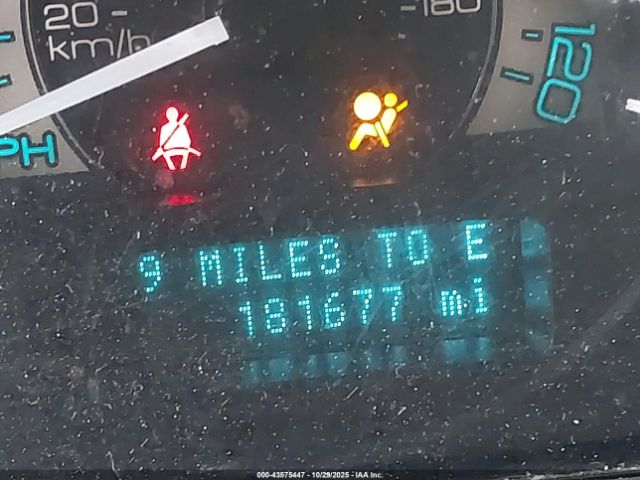 20 -
km/h
-180
120
PH
9 MILES TO E
181677 mi
000-43575447 - 10/29/2025 - IAA Inc.